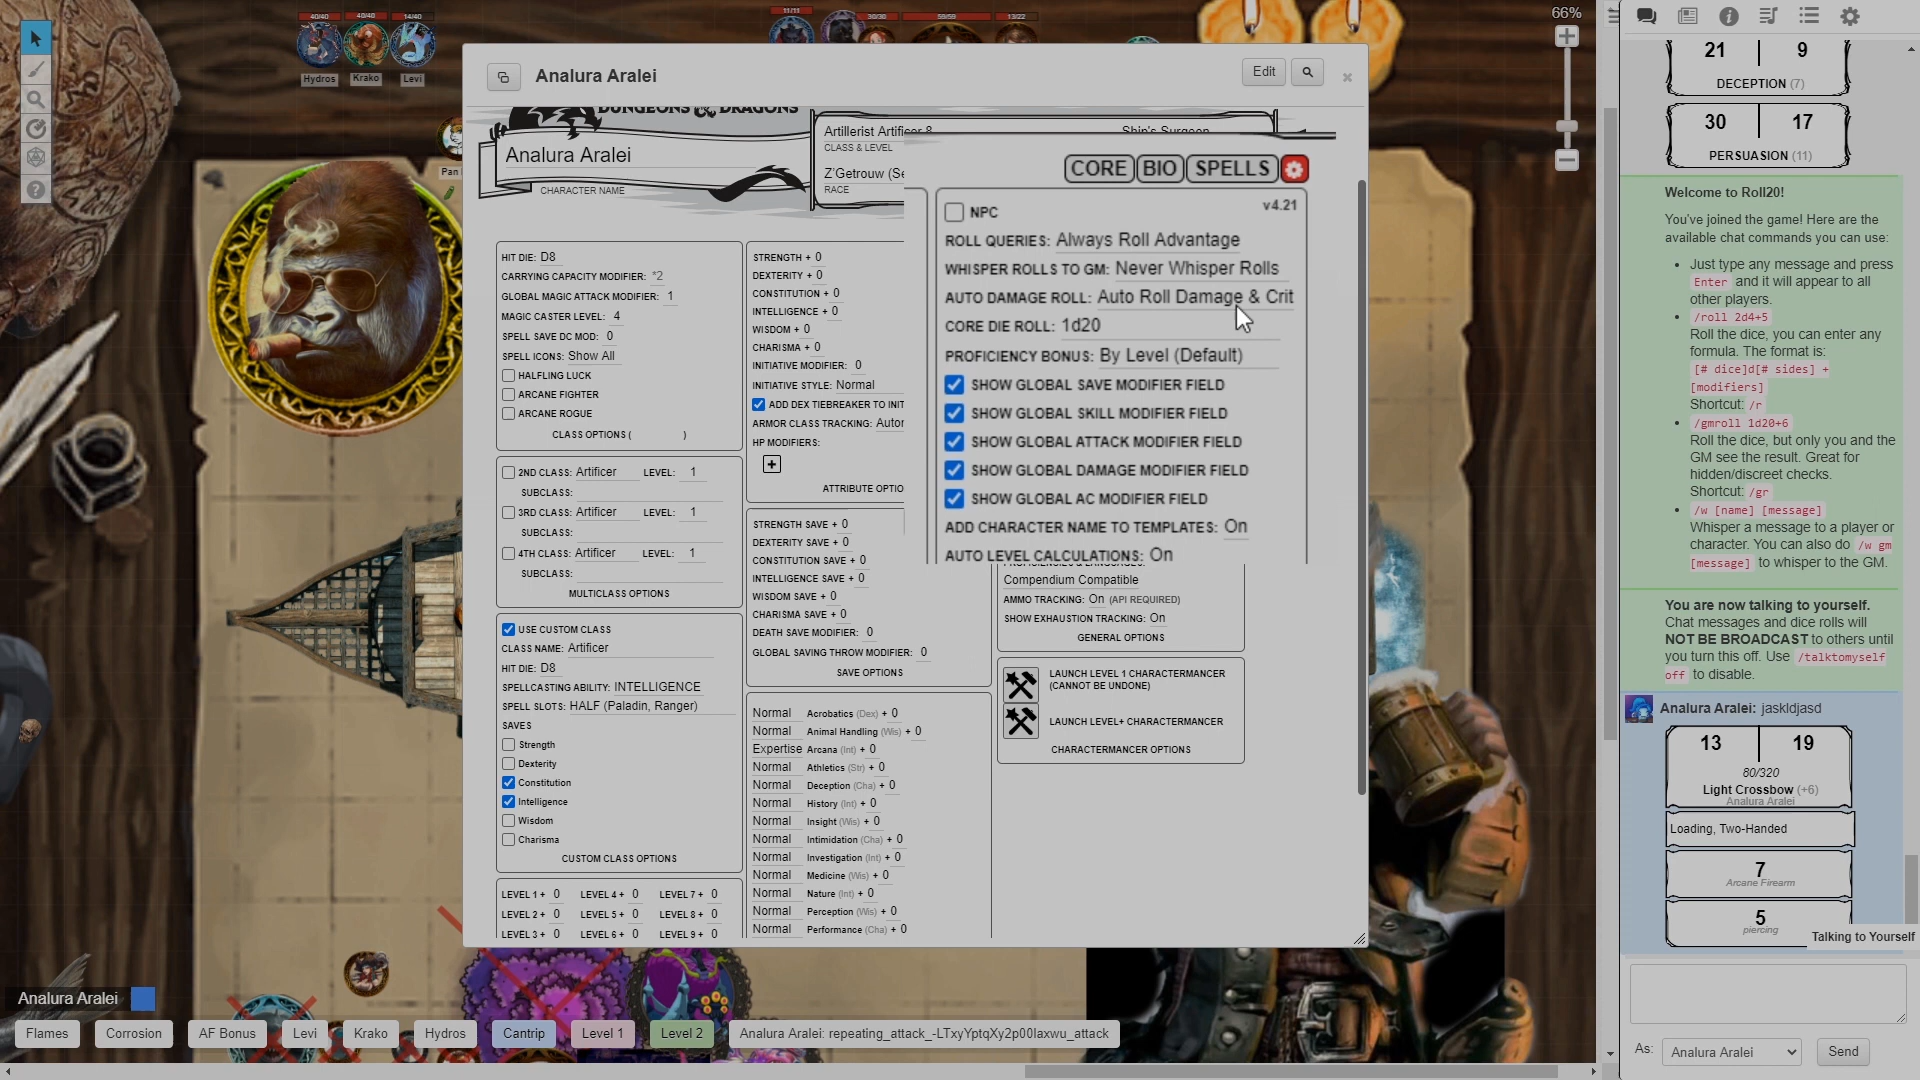 40/40
40/40
14/40
11/11
30/30
59/59
13/22
66%
Hydros
Krako
Levi
Pan
Analura Aralei
Edit
×
DUNGEONS & DRAGONS
Analura Aralei
CHARACTER NAME
Artillerist Artificer 8
Ship's Surgeon
CLASS & LEVEL
Z'Getrouw (Se
RACE
CORE
BIO
SPELLS
NPC
v4.21
ROLL QUERIES: Always Roll Advantage
WHISPER ROLLS TO GM: Never Whisper Rolls
AUTO DAMAGE ROLL: Auto Roll Damage & Crit
CORE DIE ROLL: 1d20
PROFICIENCY BONUS: By Level (Default)
SHOW GLOBAL SAVE MODIFIER FIELD
SHOW GLOBAL SKILL MODIFIER FIELD
SHOW GLOBAL ATTACK MODIFIER FIELD
SHOW GLOBAL DAMAGE MODIFIER FIELD
SHOW GLOBAL AC MODIFIER FIELD
ADD CHARACTER NAME TO TEMPLATES: On
AUTO LEVEL CALCULATIONS: On
Compendium Compatible
AMMO TRACKING: On (API REQUIRED)
SHOW EXHAUSTION TRACKING: On
GENERAL OPTIONS
LAUNCH LEVEL 1 CHARACTERMANCER
(CANNOT BE UNDONE)
LAUNCH LEVEL+ CHARACTERMANCER
CHARACTERMANCER OPTIONS
HIT DIE: D8
CARRYING CAPACITY MODIFIER: *2
GLOBAL MAGIC ATTACK MODIFIER: 1
MAGIC CASTER LEVEL: 4
SPELL SAVE DC MOD: 0
SPELL ICONS: Show All
HALFLING LUCK
ARCANE FIGHTER
ARCANE ROGUE
CLASS OPTIONS ( )
2ND CLASS: Artificer LEVEL: 1
SUBCLASS:
3RD CLASS: Artificer LEVEL: 1
SUBCLASS:
4TH CLASS: Artificer LEVEL: 1
SUBCLASS:
MULTICLASS OPTIONS
USE CUSTOM CLASS
CLASS NAME: Artificer
HIT DIE: D8
SPELLCASTING ABILITY: INTELLIGENCE
SPELL SLOTS: HALF (Paladin, Ranger)
SAVES
Strength
Dexterity
Constitution
Intelligence
Wisdom
Charisma
CUSTOM CLASS OPTIONS
LEVEL 1 + 0 LEVEL 4 + 0 LEVEL 7 + 0
LEVEL 2 + 0 LEVEL 5 + 0 LEVEL 8 + 0
LEVEL 3 + 0 LEVEL 6 + 0 LEVEL 9 + 0
STRENGTH + 0
DEXTERITY + 0
CONSTITUTION + 0
INTELLIGENCE + 0
WISDOM + 0
CHARISMA + 0
INITIATIVE MODIFIER: 0
INITIATIVE STYLE: Normal
ADD DEX TIEBREAKER TO INIT
ARMOR CLASS TRACKING: Autor
HP MODIFIERS:
+
ATTRIBUTE OPTIO
STRENGTH SAVE + 0
DEXTERITY SAVE + 0
CONSTITUTION SAVE + 0
INTELLIGENCE SAVE + 0
WISDOM SAVE + 0
CHARISMA SAVE + 0
DEATH SAVE MODIFIER: 0
GLOBAL SAVING THROW MODIFIER: 0
SAVE OPTIONS
Normal Acrobatics (Dex) + 0
Normal Animal Handling (Wis) + 0
Expertise Arcana (Int) + 0
Normal Athletics (Str) + 0
Normal Deception (Cha) + 0
Normal History (Int) + 0
Normal Insight (Wis) + 0
Normal Intimidation (Cha) + 0
Normal Investigation (Int) + 0
Normal Medicine (Wis) + 0
Normal Nature (Int) + 0
Normal Perception (Wis) + 0
Normal Performance (Cha) + 0
21 9
DECEPTION (7)
30 17
PERSUASION (11)
Welcome to Roll20!
You've joined the game! Here are the
available chat commands you can use:
• Just type any message and press
Enter and it will appear to all
other players.
• /roll 2d4+5
Roll the dice, you can enter any
formula. The format is:
[# dice]d[# sides] +
[modifiers]
Shortcut: /r
• /gmroll 1d20+6
Roll the dice, but only you and the
GM see the result. Great for
hidden/discreet checks.
Shortcut: /gr
• /w [name] [message]
Whisper a message to a player or
character. You can also do /w gm
[message] to whisper to the GM.
You are now talking to yourself.
Chat messages and dice rolls will
NOT BE BROADCAST to others until
you turn this off. Use /talktomyself
off to disable.
Analura Aralei: jaskldjasd
13 19
80/320
Light Crossbow (+6)
Analura Aralei
Loading, Two-Handed
7
Arcane Firearm
5
piercing
Talking to Yourself
As: Analura Aralei
Send
Analura Aralei
Flames
Corrosion
AF Bonus
Levi
Krako
Hydros
Cantrip
Level 1
Level 2
Analura Aralei: repeating_attack_-LTxyYptqXy2p00Iaxwu_attack